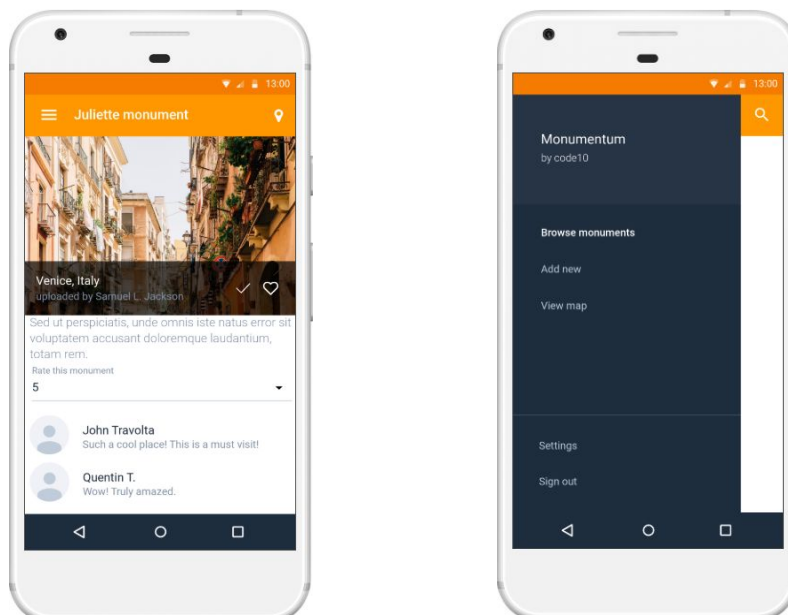 13:00
Juliette monument
Venice, Italy
uploaded by Samuel L. Jackson
Sed ut perspiciatis, unde omnis iste natus error sit
voluptatem accusant doloremque laudantium,
totam rem.
Rate this monument
5
John Travolta
Such a cool place! This is a must visit!
Quentin T.
Wow! Truly amazed.
13:00
Monumentum
by code10
Browse monuments
Add new
View map
Settings
Sign out